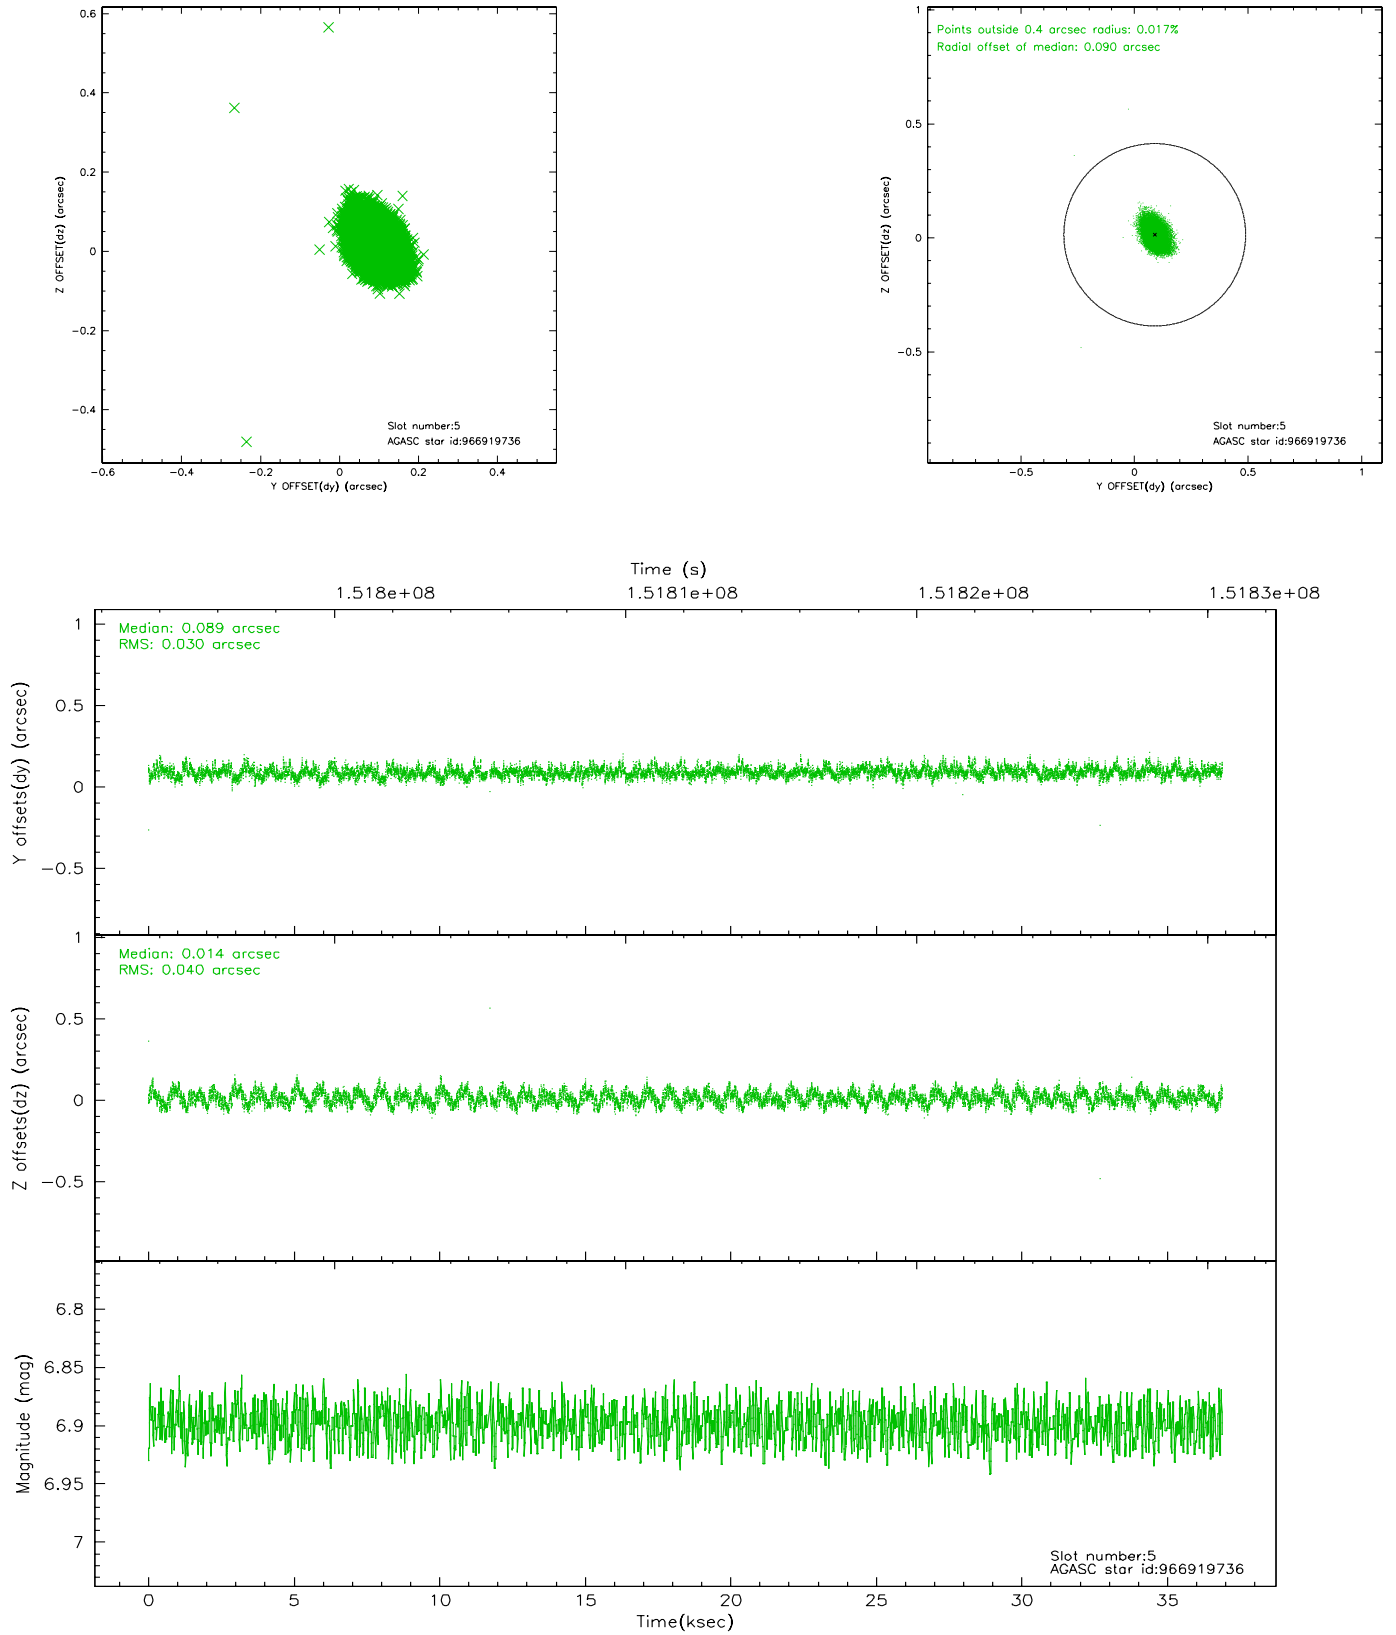 0.6
0.4
0.2
0
−0.2
−0.4
Z OFFSET(dz) (arcsec)
Slot number:5
AGASC star id:966919736
−0.6 −0.4 −0.2 0 0.2 0.4
Y OFFSET(dy) (arcsec)
Points outside 0.4 arcsec radius: 0.017%
Radial offset of median: 0.090 arcsec
1
0.5
0
−0.5
Z OFFSET(dz) (arcsec)
Slot number:5
AGASC star id:966919736
−0.5 0 0.5 1
Y OFFSET(dy) (arcsec)
Time (s)
1.518e+08 1.5181e+08 1.5182e+08 1.5183e+08
Median: 0.089 arcsec
RMS: 0.030 arcsec
1
0.5
0
−0.5
Y offsets(dy) (arcsec)
Median: 0.014 arcsec
RMS: 0.040 arcsec
1
0.5
0
−0.5
Z offsets(dz) (arcsec)
6.8
6.85
6.9
6.95
7
Magnitude (mag)
Slot number:5
AGASC star id:966919736
0 5 10 15 20 25 30 35
Time(ksec)